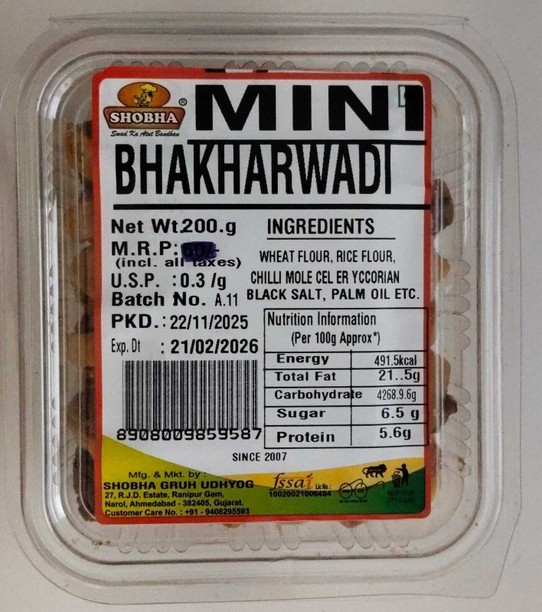 SHOBHA ®
Swad Ka Atut Bandhan
MINI
BHAKHARWADI
Net Wt.200.g
M.R.P:
(incl. all taxes)
U.S.P. :0.3 /g
Batch No. A.11
PKD.: 22/11/2025
Exp. Dt : 21/02/2026
8908009859587
INGREDIENTS
WHEAT FLOUR, RICE FLOUR,
CHILLI MOLE CEL ER YCCORIAN
BLACK SALT, PALM OIL ETC.
Nutrition Information
(Per 100g Approx*)
Energy 491.5kcal
Total Fat 21..5g
Carbohydrate 4268.9.6g
Sugar 6.5 g
Protein 5.6g
SINCE 2007
Mfg. & Mkt. by :
SHOBHA GRUH UDHYOG
27, R.J.D. Estate, Ranipur Gam,
Narol, Ahmedabad - 382405, Gujarat.
Customer Care No. : +91 - 9408295593
fssai Lic No.:
10020021006484